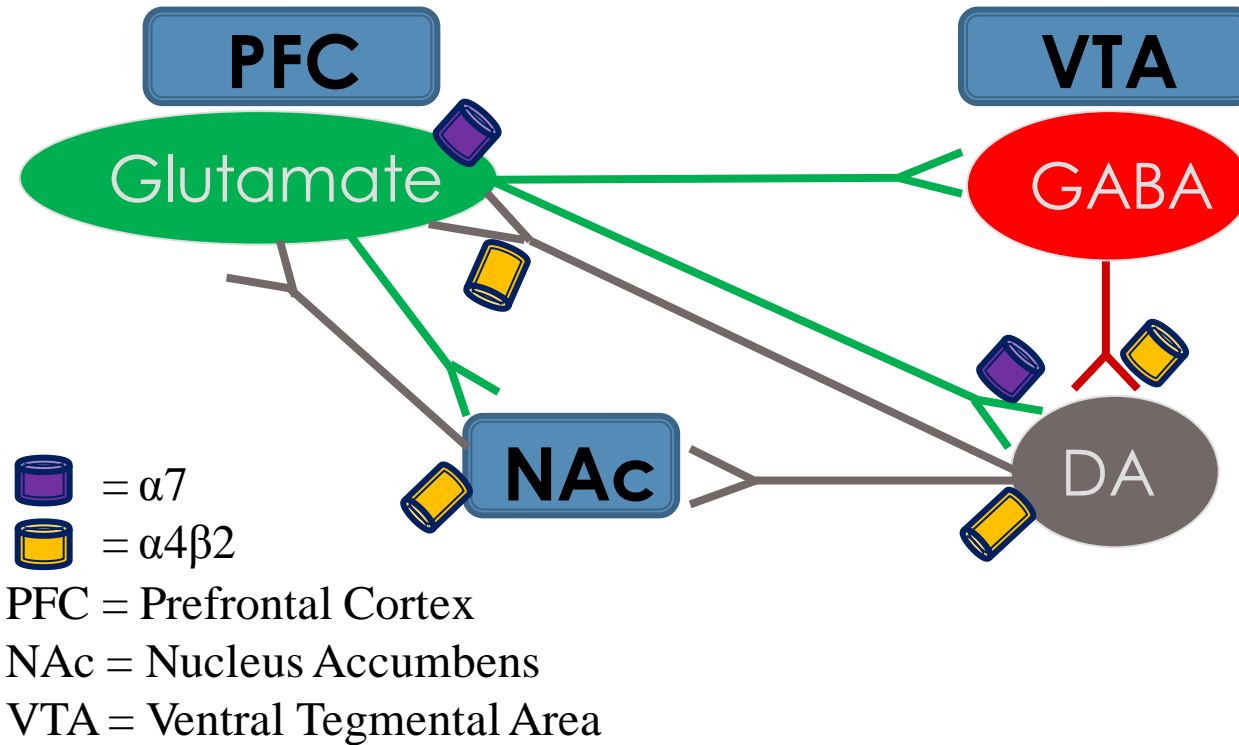 PFC
VTA
Glutamate
GABA
NAc
DA
= α7
= α4β2
PFC = Prefrontal Cortex
NAc = Nucleus Accumbens
VTA = Ventral Tegmental Area